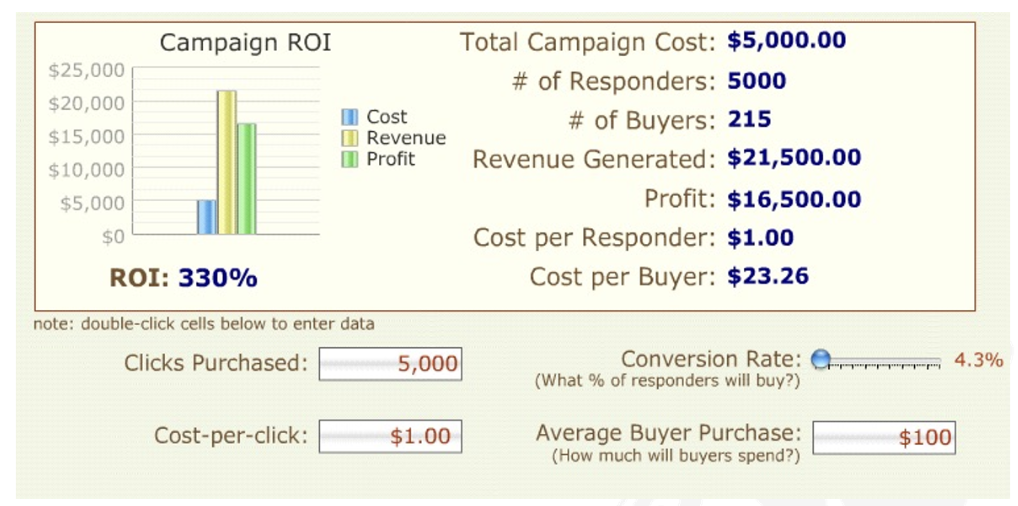 Campaign ROI
$25,000
$20,000
$15,000
$10,000
$5,000
$0
Cost
Revenue
Profit
ROI: 330%
Total Campaign Cost: $5,000.00
# of Responders: 5000
# of Buyers: 215
Revenue Generated: $21,500.00
Profit: $16,500.00
Cost per Responder: $1.00
Cost per Buyer: $23.26
note: double-click cells below to enter data
Clicks Purchased: 5,000
Conversion Rate: 4.3%
(What % of responders will buy?)
Cost-per-click: $1.00
Average Buyer Purchase: $100
(How much will buyers spend?)